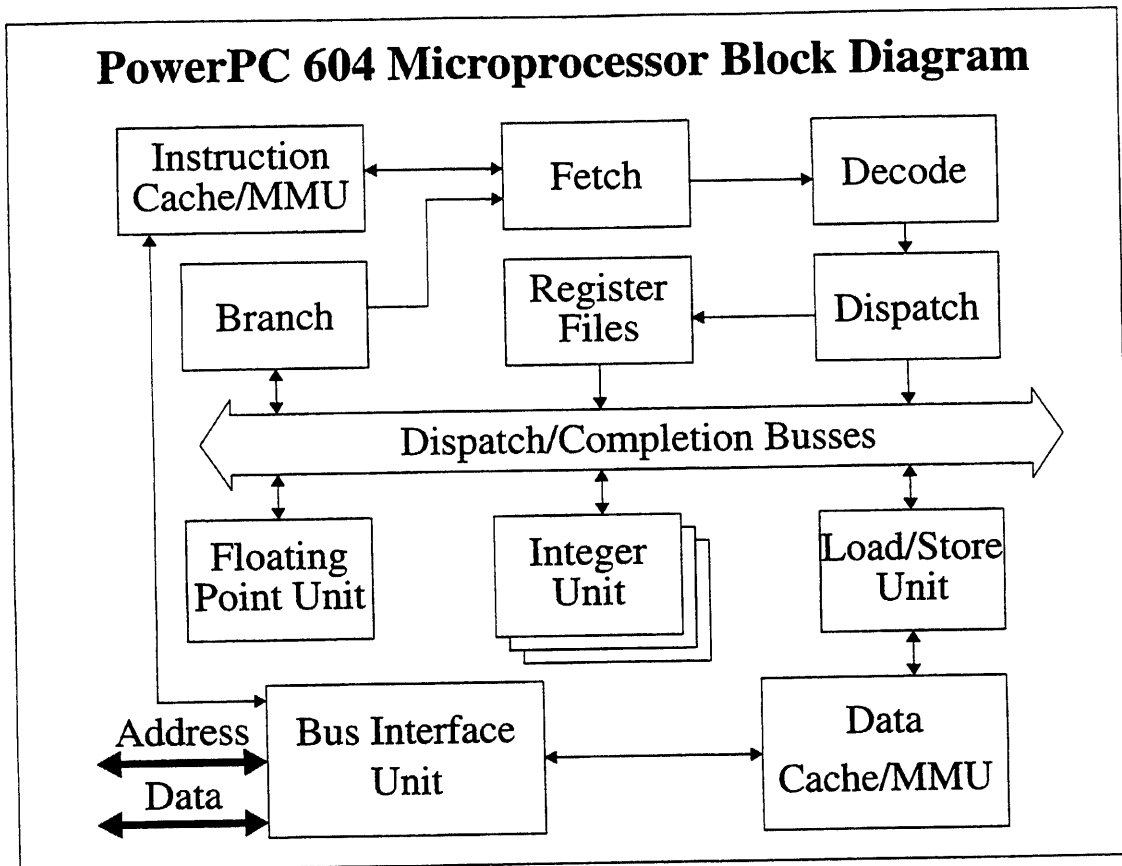 PowerPC 604 Microprocessor Block Diagram
Instruction
Cache/MMU
Fetch
Decode
Branch
Register
Files
Dispatch
Dispatch/Completion Busses
Floating
Point Unit
Integer
Unit
Load/Store
Unit
Address
Data
Bus Interface
Unit
Data
Cache/MMU